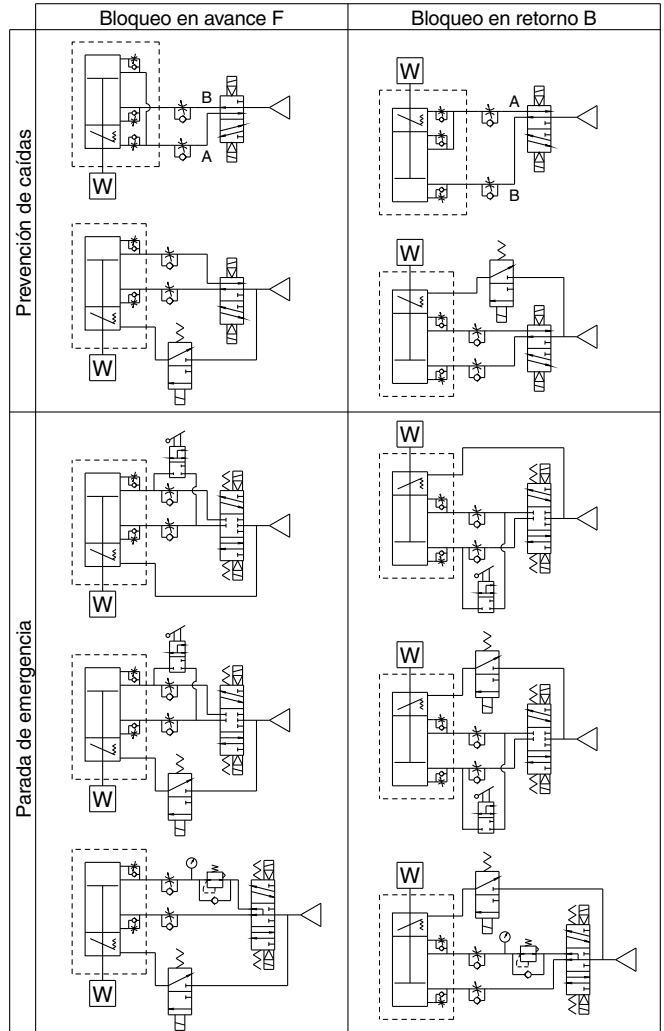 Bloqueo en avance F
Bloqueo en retorno B
Prevención de caídas
B
A
W
A
W
B
W
W
Parada de emergencia
W
W
W
W
W
W